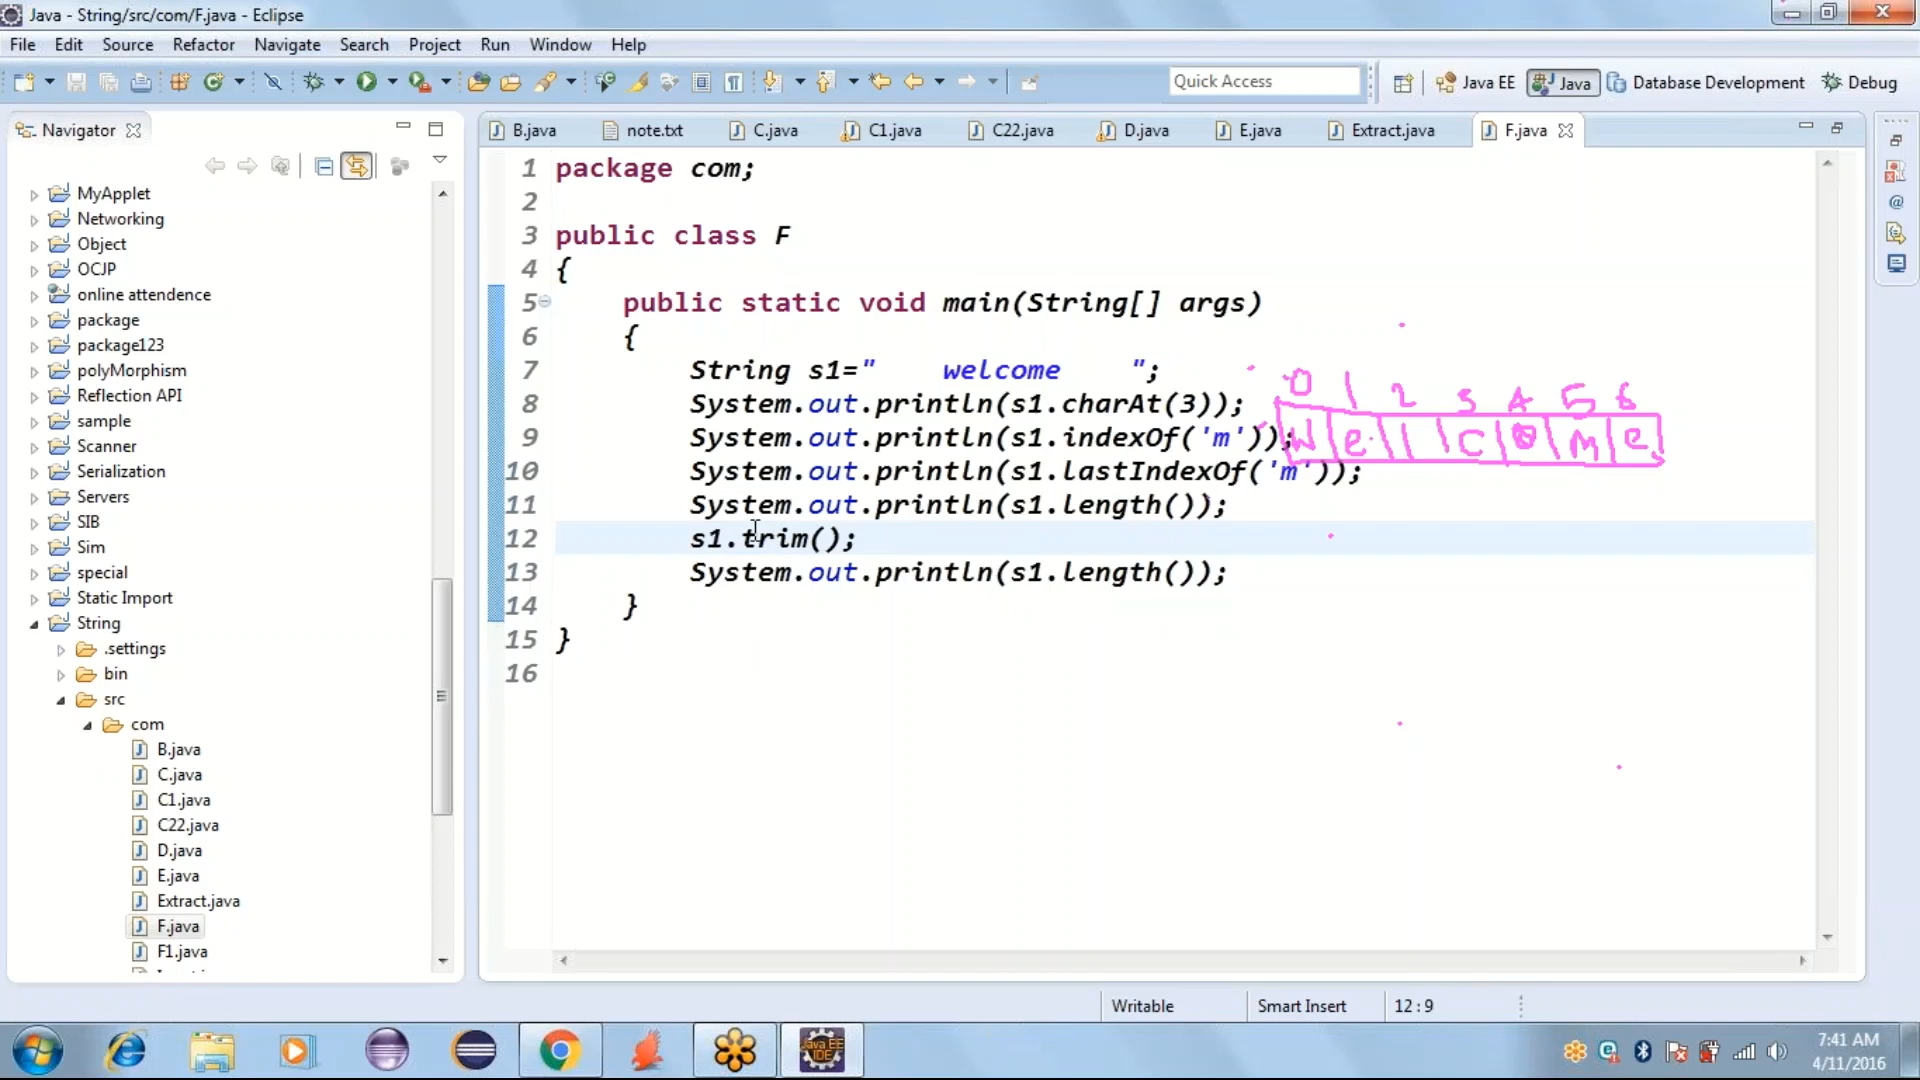 Java - String/src/com/F.java - Eclipse
File Edit Source Refactor Navigate Search Project Run Window Help
Quick Access
Java EE
Java
Database Development
Debug
Navigator
MyApplet
Networking
Object
OCJP
online attendence
package
package123
polyMorphism
Reflection API
sample
Scanner
Serialization
Servers
SIB
Sim
special
Static Import
String
.settings
bin
src
com
B.java
C.java
C1.java
C22.java
D.java
E.java
Extract.java
F.java
F1.java
B.java note.txt C.java C1.java C22.java D.java E.java Extract.java F.java
1 package com;
2
3 public class F
4 {
5 public static void main(String[] args)
6 {
7 String s1="    welcome    ";
8 System.out.println(s1.charAt(3));
9 System.out.println(s1.indexOf('m'));
10 System.out.println(s1.lastIndexOf('m'));
11 System.out.println(s1.length());
12 s1.trim();
13 System.out.println(s1.length());
14 }
15 }
16
0 1 2 3 4 5 6
w e l c o m e
Writable Smart Insert 12 : 9
Java EE
IDE
7:41 AM
4/11/2016